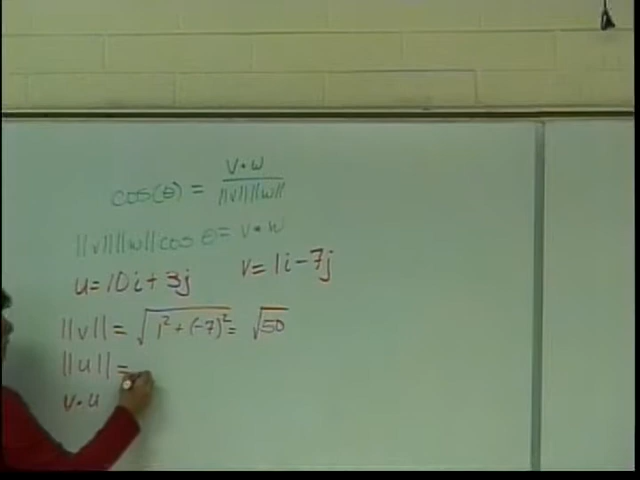 cos(θ) = v•w / ||v|| ||w||
||v|| ||w|| cos θ = v•w
u = 10i + 3j v = 1i - 7j
||v|| = √1² + (-7)² = √50
||u|| =
v•u